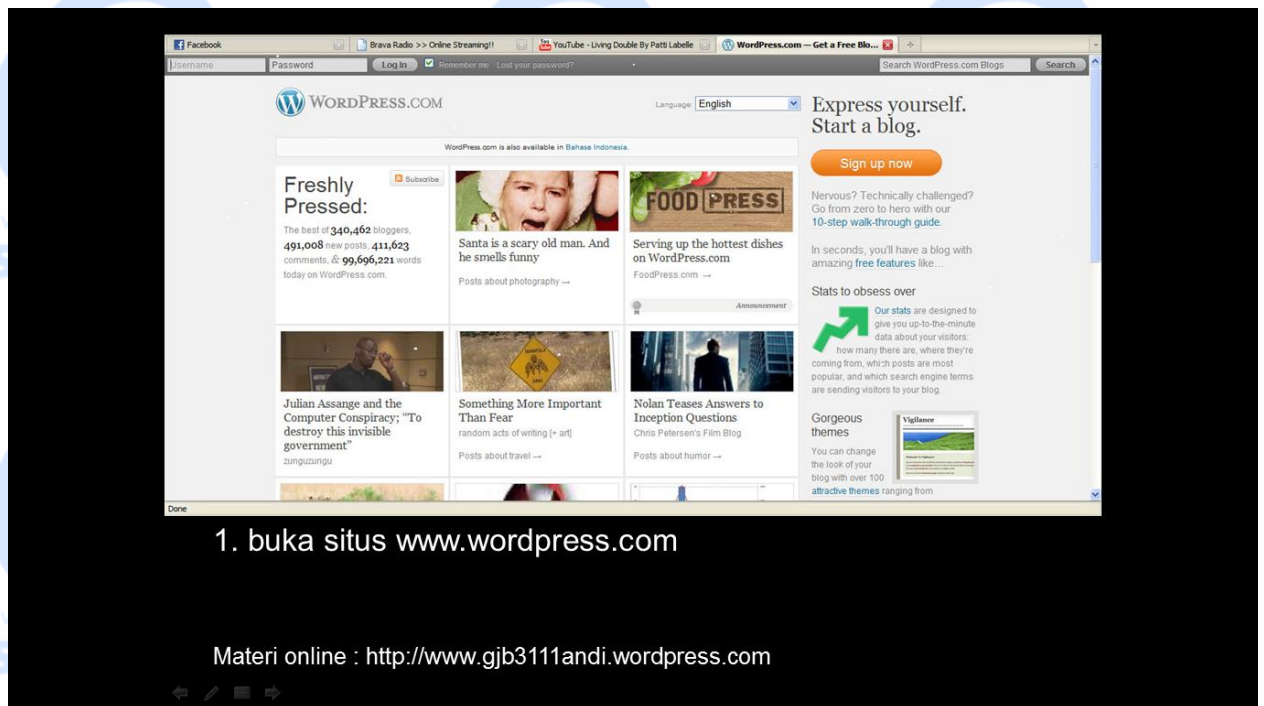 Facebook
Brava Radio >> Online Streaming!!
YouTube - Living Double By Patti Labelle
WordPress.com — Get a Free Blo...
Username
Password
Log In
Remember me
Lost your password?
Search WordPress.com Blogs
Search
WORDPRESS.COM
Language:
English
WordPress.com is also available in Bahasa Indonesia.
Express yourself.
Start a blog.
Sign up now
Nervous? Technically challenged?
Go from zero to hero with our
10-step walk-through guide.
In seconds, you'll have a blog with
amazing free features like...
Stats to obsess over
Our stats are designed to
give you up-to-the-minute
data about your visitors:
how many there are, where they're
coming from, which posts are most
popular, and which search engine terms
are sending visitors to your blog.
Gorgeous
themes
You can change
the look of your
blog with over 100
attractive themes ranging from
Vigilance
Freshly
Pressed:
Subscribe
The best of 340,462 bloggers,
491,008 new posts, 411,623
comments, & 99,696,221 words
today on WordPress.com.
Santa is a scary old man. And
he smells funny
Posts about photography →
FOOD PRESS
Serving up the hottest dishes
on WordPress.com
FoodPress.com →
Announcement
Julian Assange and the
Computer Conspiracy; “To
destroy this invisible
government”
zunguzungu
Something More Important
Than Fear
random acts of writing [+ art]
Posts about travel →
Nolan Teases Answers to
Inception Questions
Chris Petersen's Film Blog
Posts about humor →
Done
1. buka situs www.wordpress.com
Materi online : http://www.gjb3111andi.wordpress.com